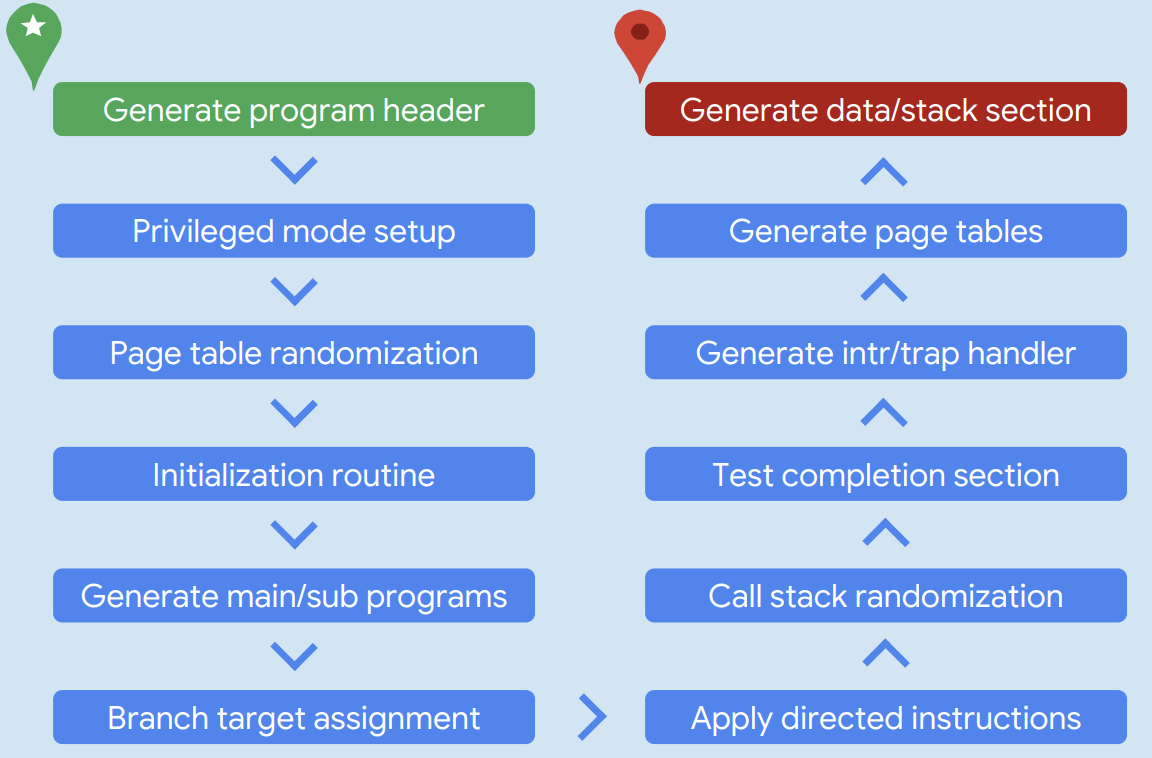 Generate program header
Privileged mode setup
Page table randomization
Initialization routine
Generate main/sub programs
Branch target assignment
Apply directed instructions
Call stack randomization
Test completion section
Generate intr/trap handler
Generate page tables
Generate data/stack section